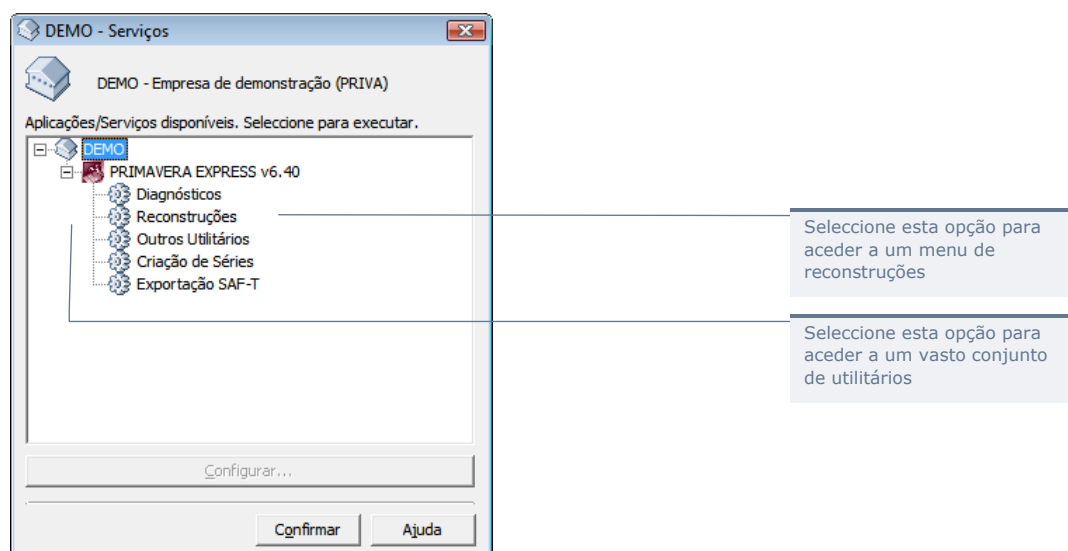 DEMO - Serviços
DEMO - Empresa de demonstração (PRIVA)
Aplicações/Serviços disponíveis. Seleccione para executar.
DEMO
PRIMAVERA EXPRESS v6.40
Diagnósticos
Reconstruções
Outros Utilitários
Criação de Séries
Exportação SAF-T
Configurar...
Confirmar
Ajuda
Seleccione esta opção para
aceder a um menu de
reconstruções
Seleccione esta opção para
aceder a um vasto conjunto
de utilitários